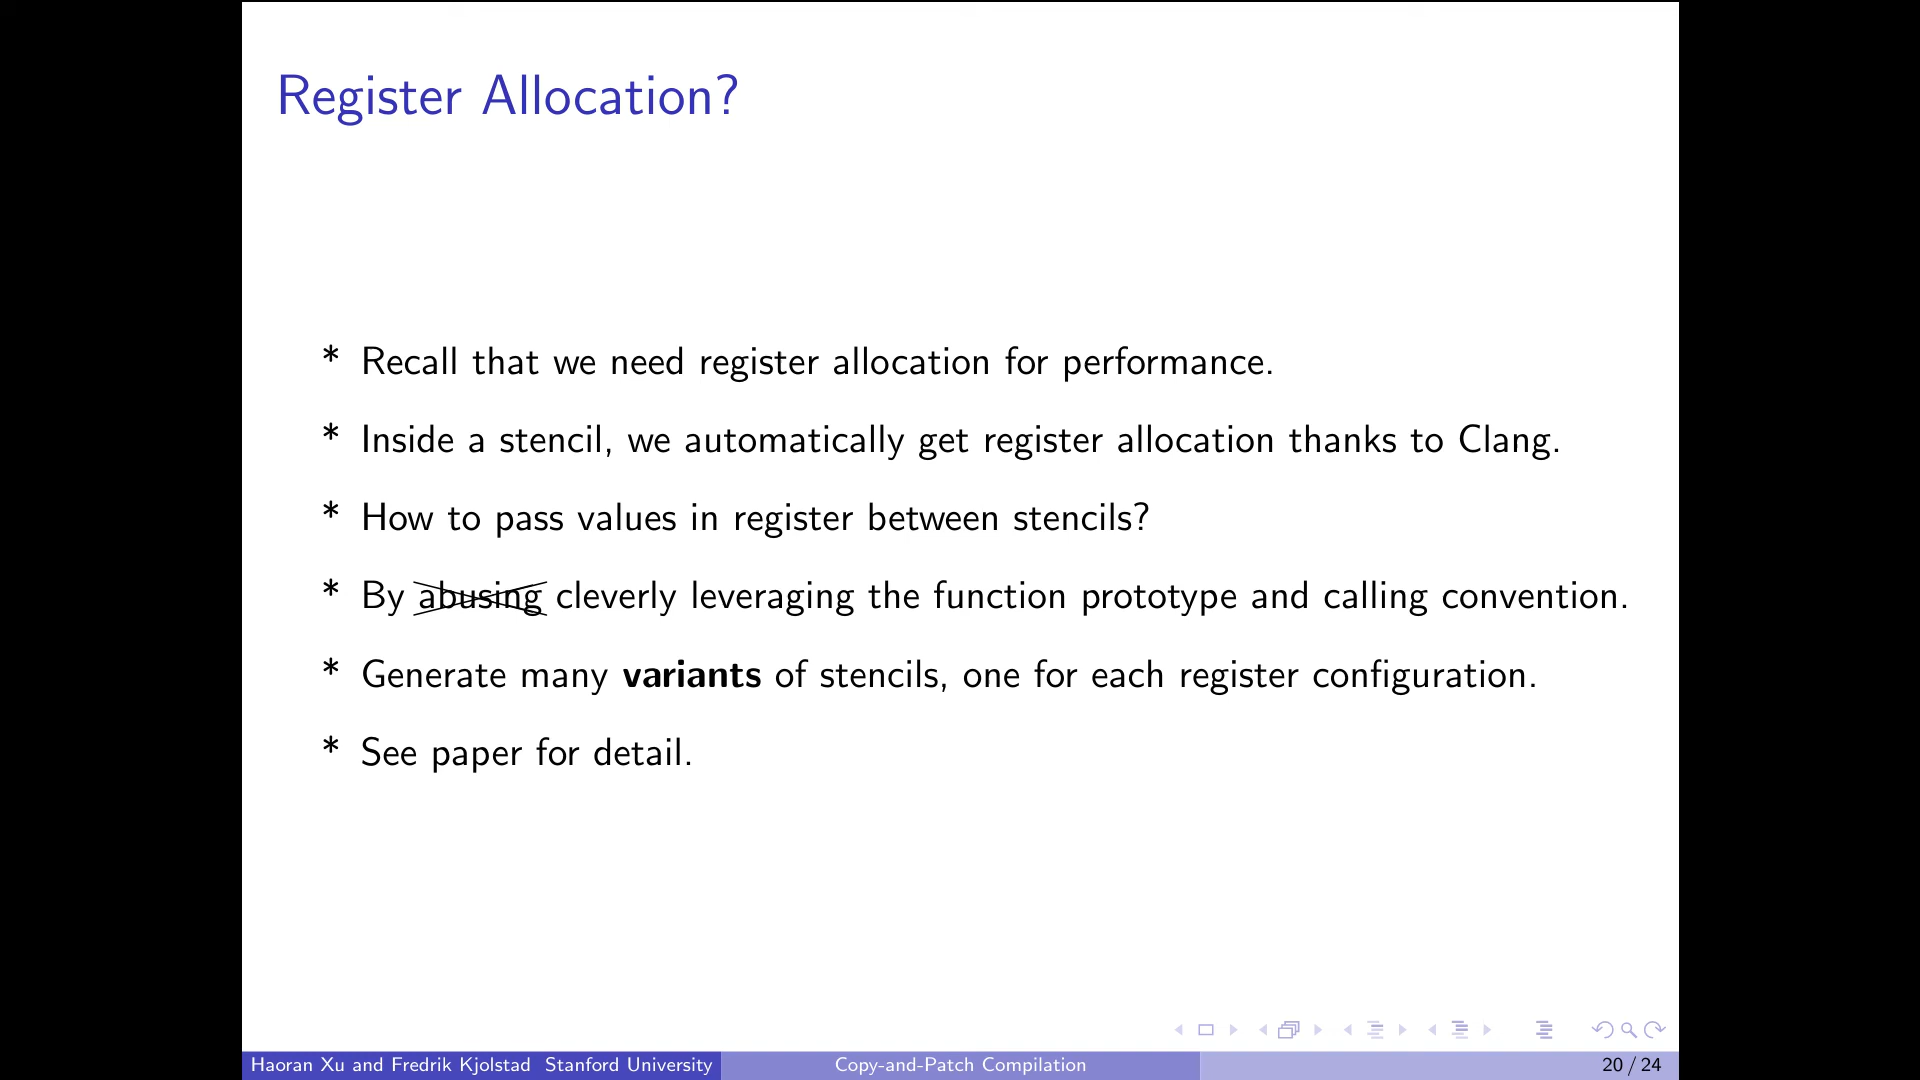 Register Allocation?
* Recall that we need register allocation for performance.
* Inside a stencil, we automatically get register allocation thanks to Clang.
* How to pass values in register between stencils?
* By abusing cleverly leveraging the function prototype and calling convention.
* Generate many variants of stencils, one for each register configuration.
* See paper for detail.
Haoran Xu and Fredrik Kjolstad Stanford University
Copy-and-Patch Compilation
20 / 24